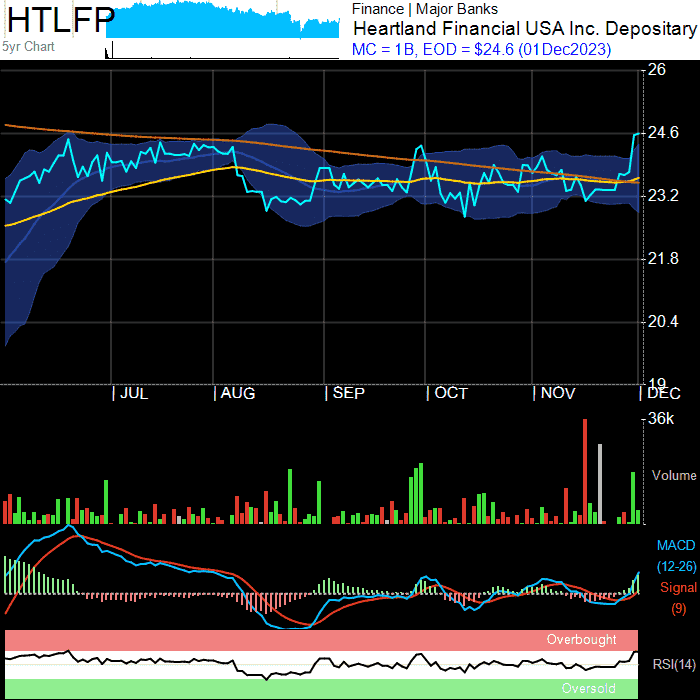 HTLFP
5yr Chart
Finance | Major Banks
Heartland Financial USA Inc. Depositary
MC = 1B, EOD = $24.6 (01Dec2023)
26
24.6
23.2
21.8
20.4
19
JUL AUG SEP OCT NOV DEC
36k
Volume
MACD
(12-26)
Signal
(9)
Overbought
RSI(14)
Oversold